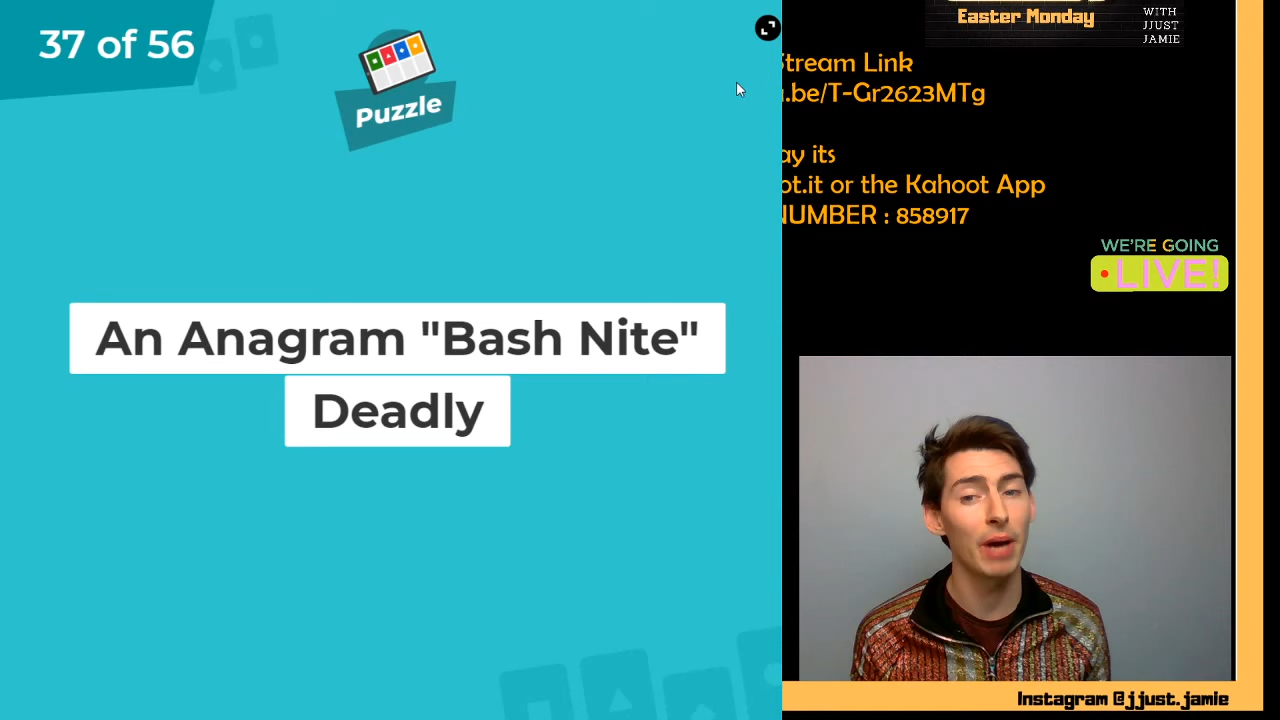 37 of 56
Puzzle
An Anagram "Bash Nite"
Deadly
Easter Monday
WITH
JJUST
JAMIE
Stream Link
.be/T-Gr2623MTg
ay its
ot.it or the Kahoot App
NUMBER : 858917
WE'RE GOING
LIVE!
Instagram @jjust.jamie